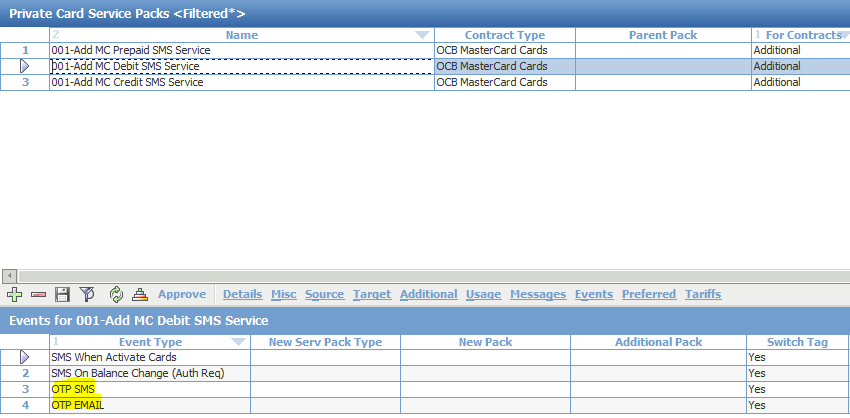 Private Card Service Packs <Filtered*>
2 Name Contract Type Parent Pack 1 For Contracts
1 001-Add MC Prepaid SMS Service OCB MasterCard Cards Additional
001-Add MC Debit SMS Service OCB MasterCard Cards Additional
3 001-Add MC Credit SMS Service OCB MasterCard Cards Additional
Approve Details Misc Source Target Additional Usage Messages Events Preferred Tariffs
Events for 001-Add MC Debit SMS Service
1 Event Type New Serv Pack Type New Pack Additional Pack Switch Tag
SMS When Activate Cards Yes
2 SMS On Balance Change (Auth Req) Yes
3 OTP SMS Yes
4 OTP EMAIL Yes